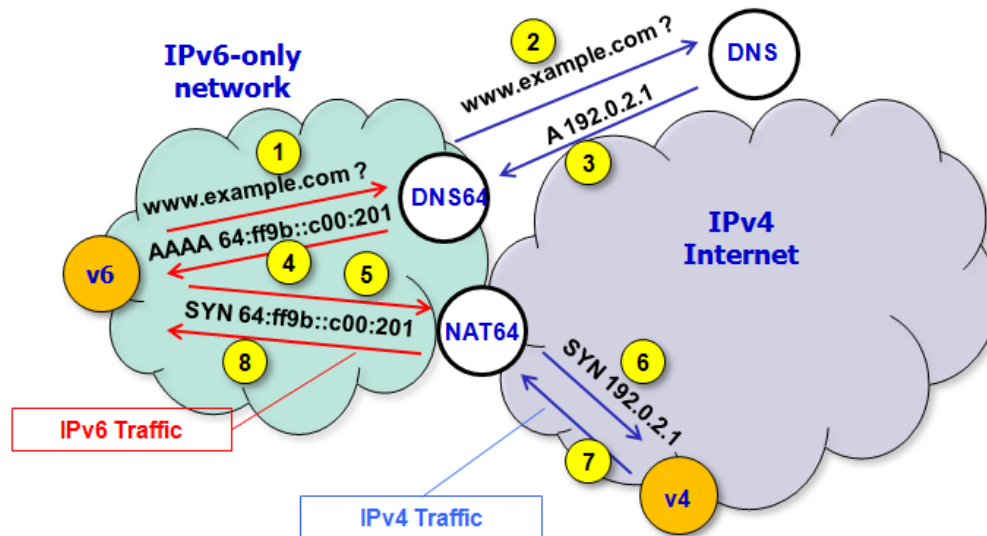 IPv6-only
network
2
www.example.com ?
DNS
A 192.0.2.1
3
1
www.example.com ?
DNS64
AAAA 64:ff9b::c00:201
4
5
v6
IPv4
Internet
SYN 64:ff9b::c00:201
NAT64
8
6
SYN 192.0.2.1
7
IPv6 Traffic
v4
IPv4 Traffic